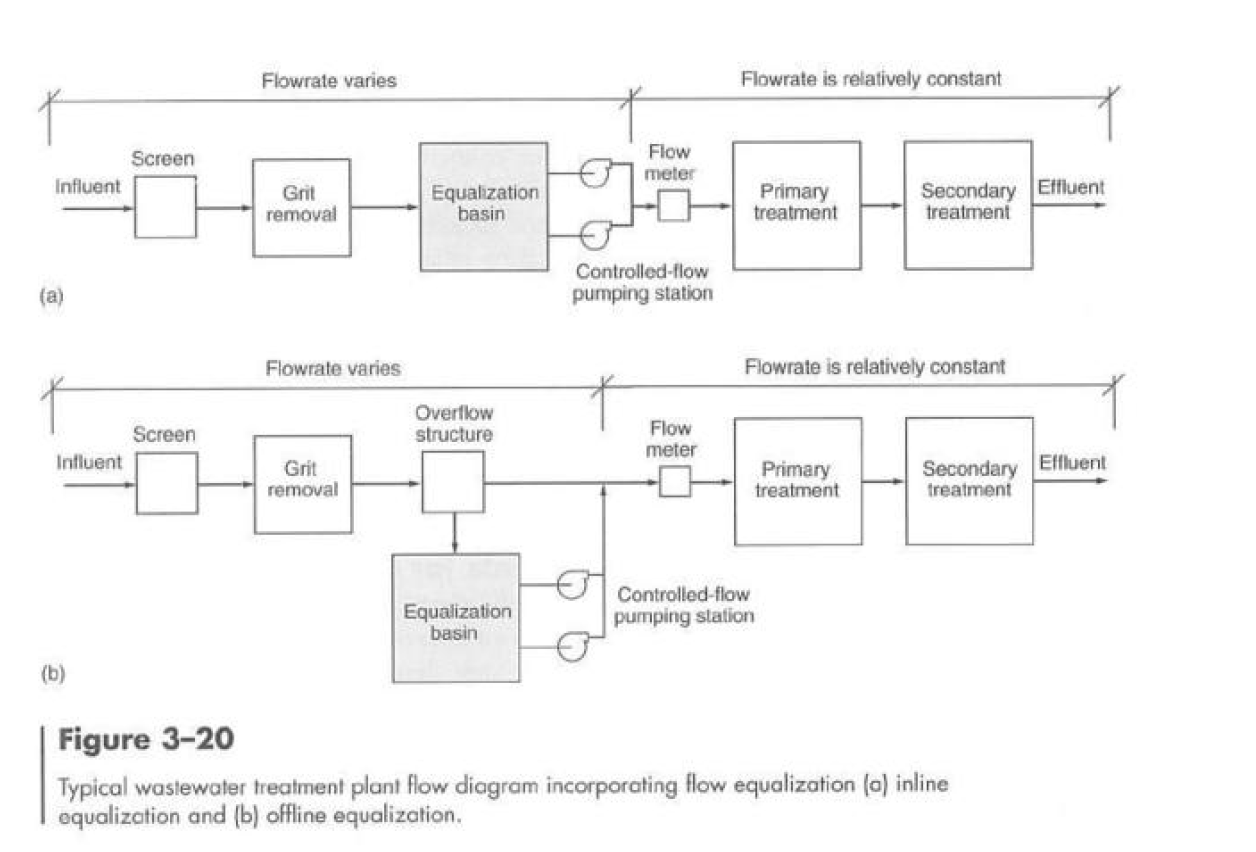 Flowrate varies
Flowrate is relatively constant
Screen
Influent
Grit
removal
Equalization
basin
Flow
meter
Controlled-flow
pumping station
Primary
treatment
Secondary
treatment
Effluent
(a)
Flowrate varies
Flowrate is relatively constant
Screen
Influent
Grit
removal
Overflow
structure
Equalization
basin
Controlled-flow
pumping station
Flow
meter
Primary
treatment
Secondary
treatment
Effluent
(b)
Figure 3–20
Typical wastewater treatment plant flow diagram incorporating flow equalization (a) inline
equalization and (b) offline equalization.